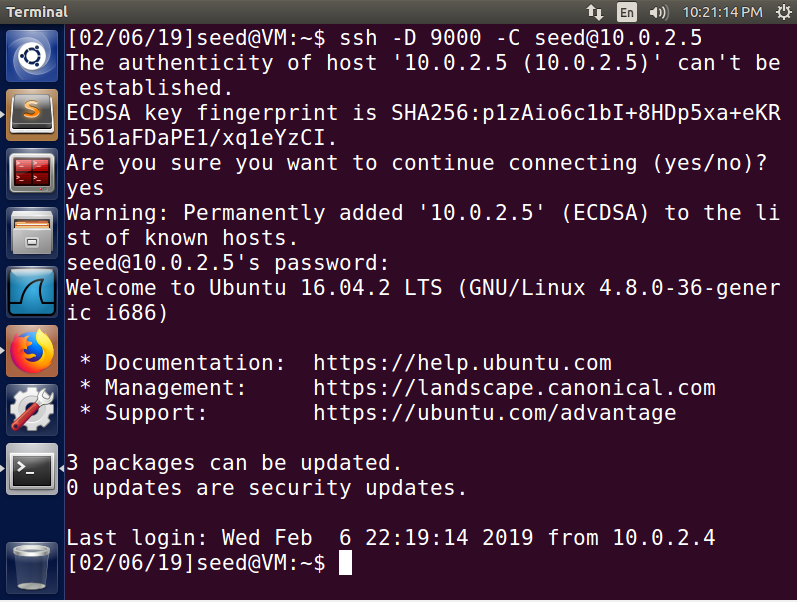 Terminal En 10:21:14 PM
[02/06/19]seed@VM:~$ ssh -D 9000 -C seed@10.0.2.5
The authenticity of host '10.0.2.5 (10.0.2.5)' can't be
 established.
ECDSA key fingerprint is SHA256:p1zAio6c1bI+8HDp5xa+eKR
i561aFDaPE1/xq1eYzCI.
Are you sure you want to continue connecting (yes/no)?
yes
Warning: Permanently added '10.0.2.5' (ECDSA) to the li
st of known hosts.
seed@10.0.2.5's password:
Welcome to Ubuntu 16.04.2 LTS (GNU/Linux 4.8.0-36-gener
ic i686)

 * Documentation:  https://help.ubuntu.com
 * Management:     https://landscape.canonical.com
 * Support:        https://ubuntu.com/advantage

3 packages can be updated.
0 updates are security updates.

Last login: Wed Feb  6 22:19:14 2019 from 10.0.2.4
[02/06/19]seed@VM:~$